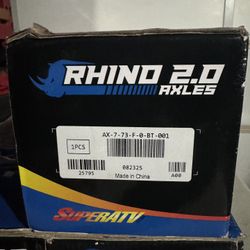 RHINO 2.0
AXLES
AX-7-73-F-0-BT-001
1PCS
25795
082325
Made in China
A00
SUPERATV